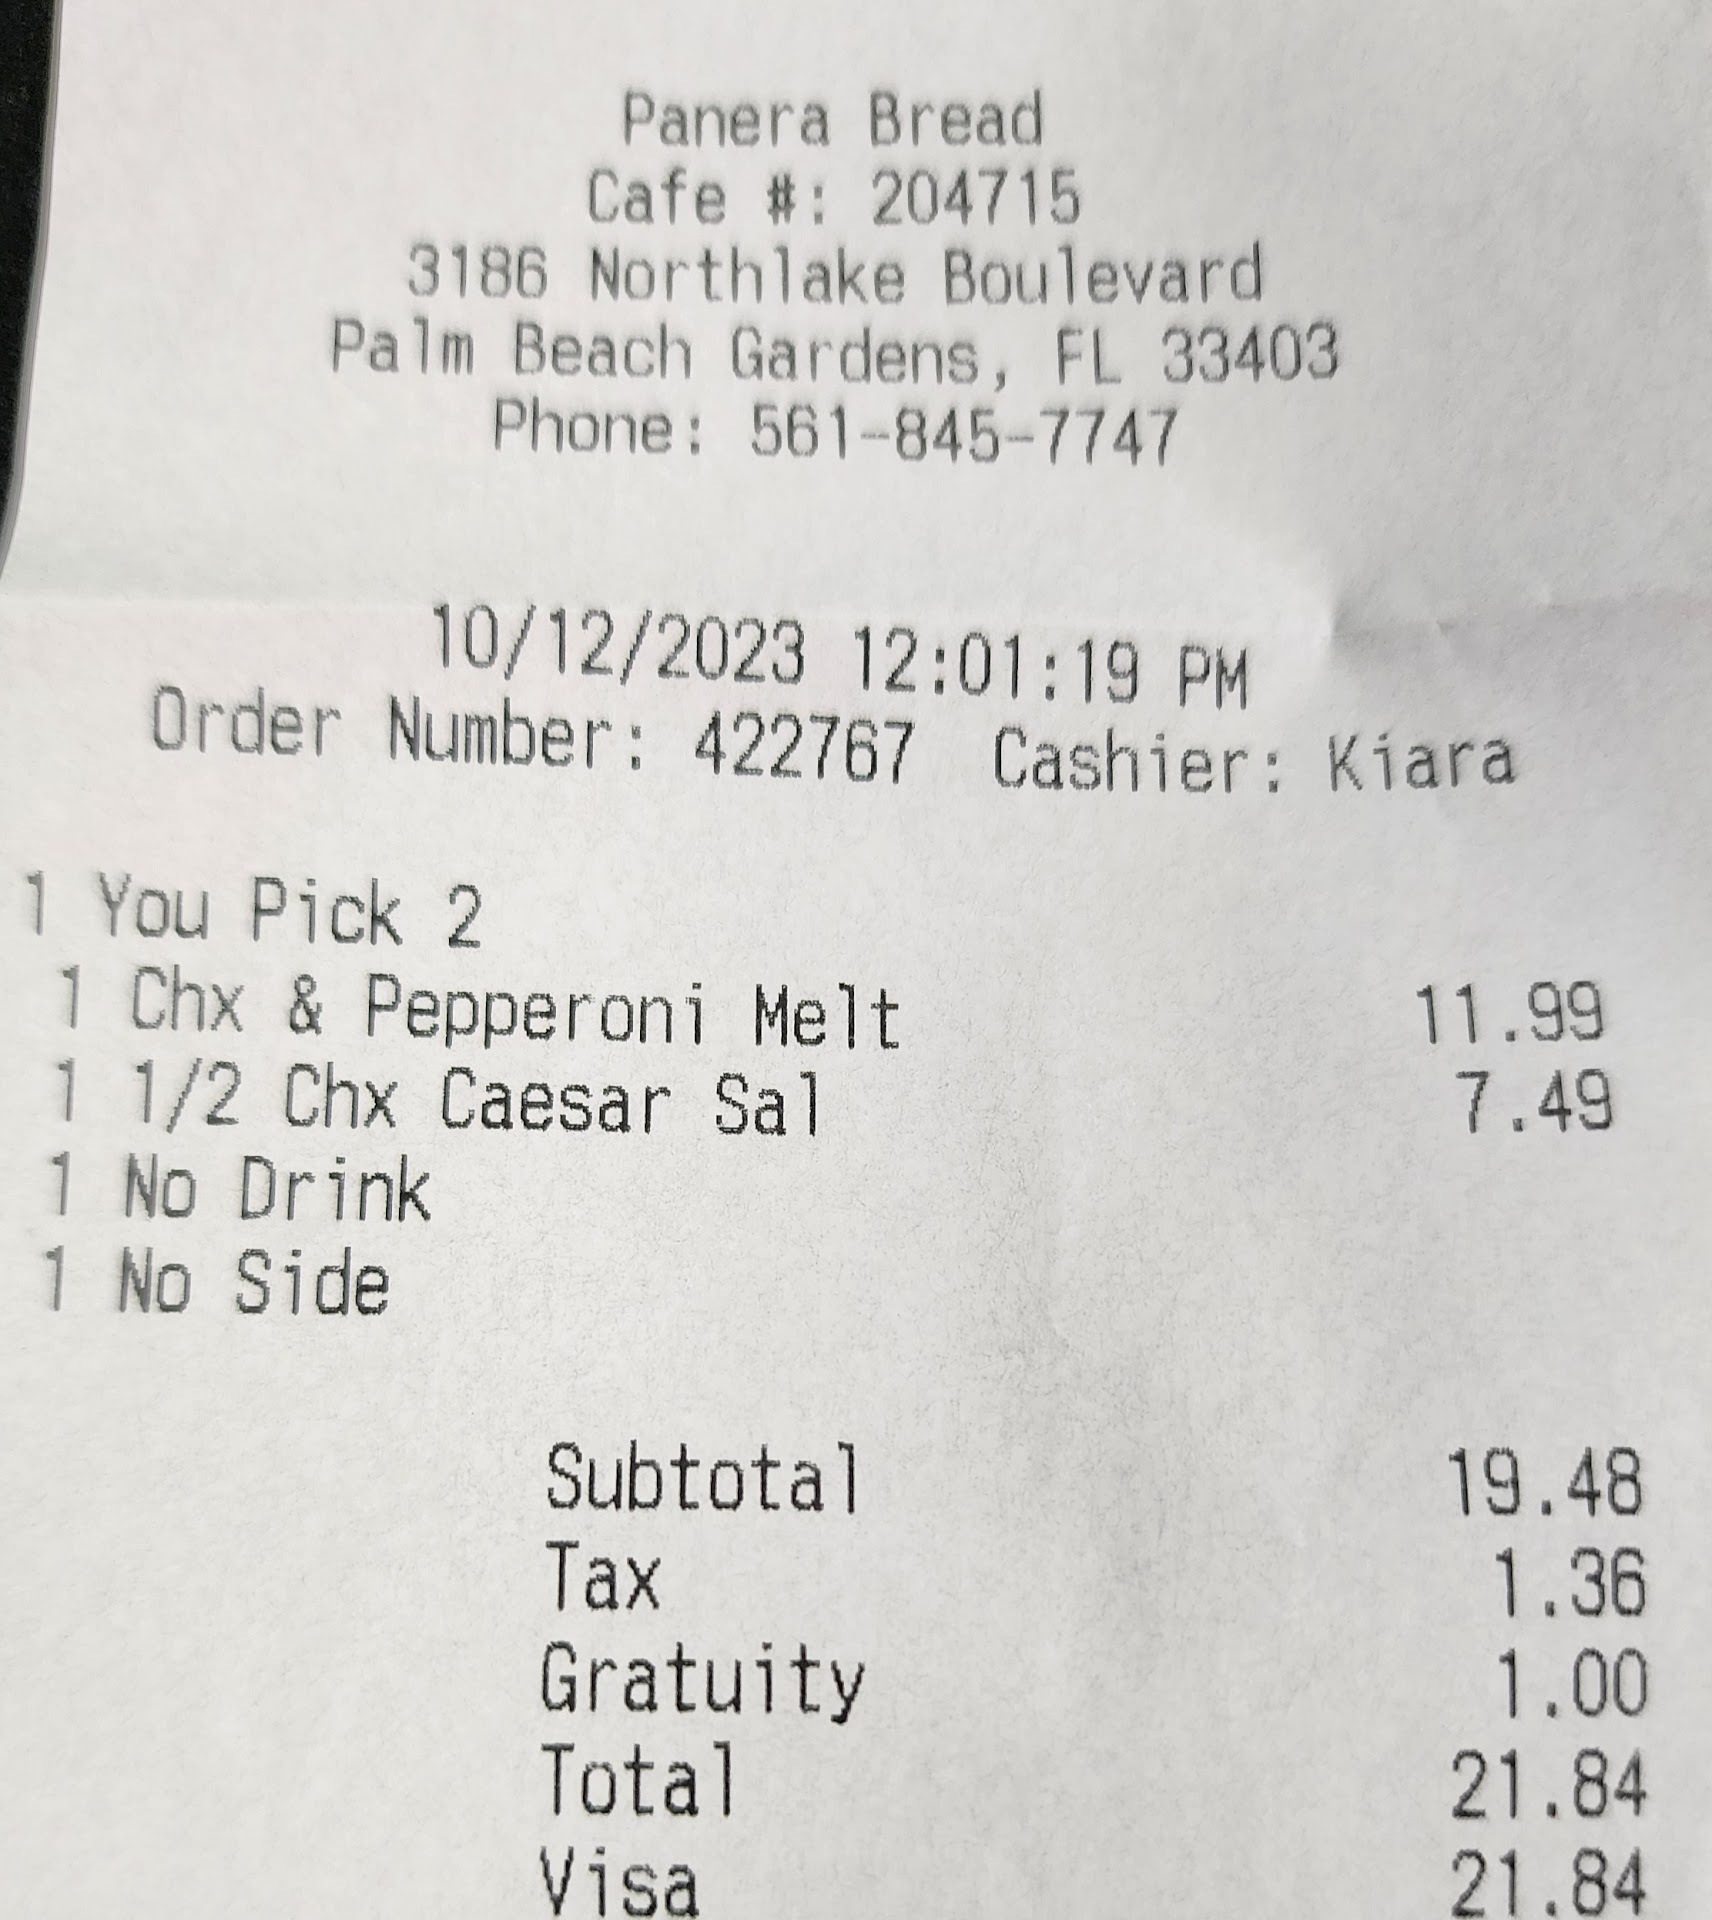 Panera Bread
Cafe #: 204715
3186 Northlake Boulevard
Palm Beach Gardens, FL 33403
Phone: 561-845-7747
10/12/2023 12:01:19 PM
Order Number: 422767 Cashier: Kiara
1 You Pick 2
1 Chx & Pepperoni Melt 11.99
1 1/2 Chx Caesar Sal 7.49
1 No Drink
1 No Side
Subtotal 19.48
Tax 1.36
Gratuity 1.00
Total 21.84
Visa 21.84